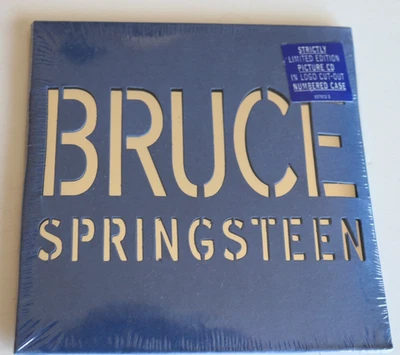 STRICTLY
LIMITED EDITION
PICTURE CD
IN LOGO CUT-OUT
NUMBERED CASE
BRUCE
SPRINGSTEEN